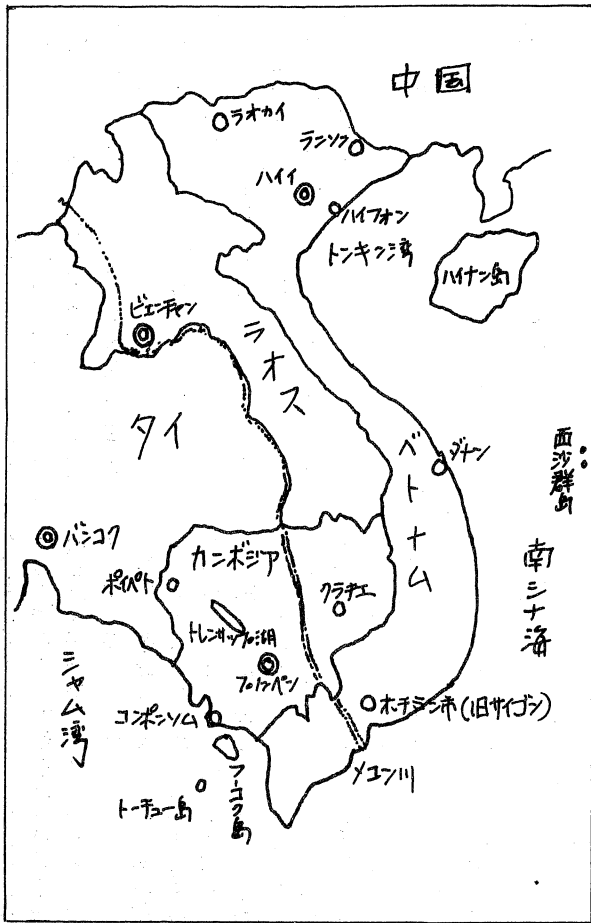 中国
ラオカイ
ランソン
ハノイ
ハイフォン
トンキン湾
ハイナン島
ビエンチャン
ラオス
タイ
ベトナム
ダナン
西沙群島
南シナ海
バンコク
カンボジア
ポイペト
クラチエ
トレンサップ湖
プノンペン
シャム湾
コンポンソム
ホチミン市(旧サイゴン)
メコン川
フーコク島
トーチュー島